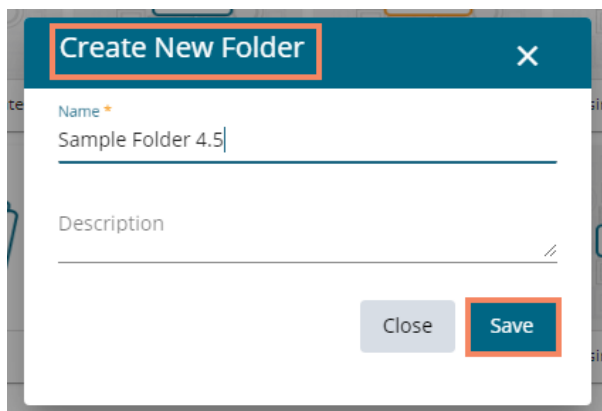 Create New Folder
Name *
Sample Folder 4.5
Description
Close Save